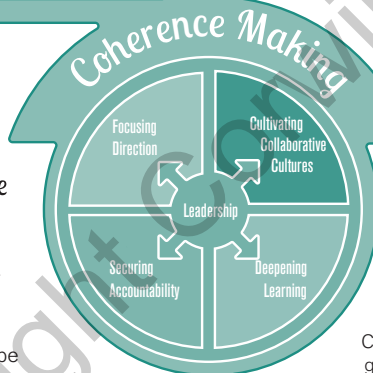 Coherence Making
Focusing
Direction
Cultivating
Collaborative
Cultures
Leadership
Securing
Accountability
Deepening
Learning